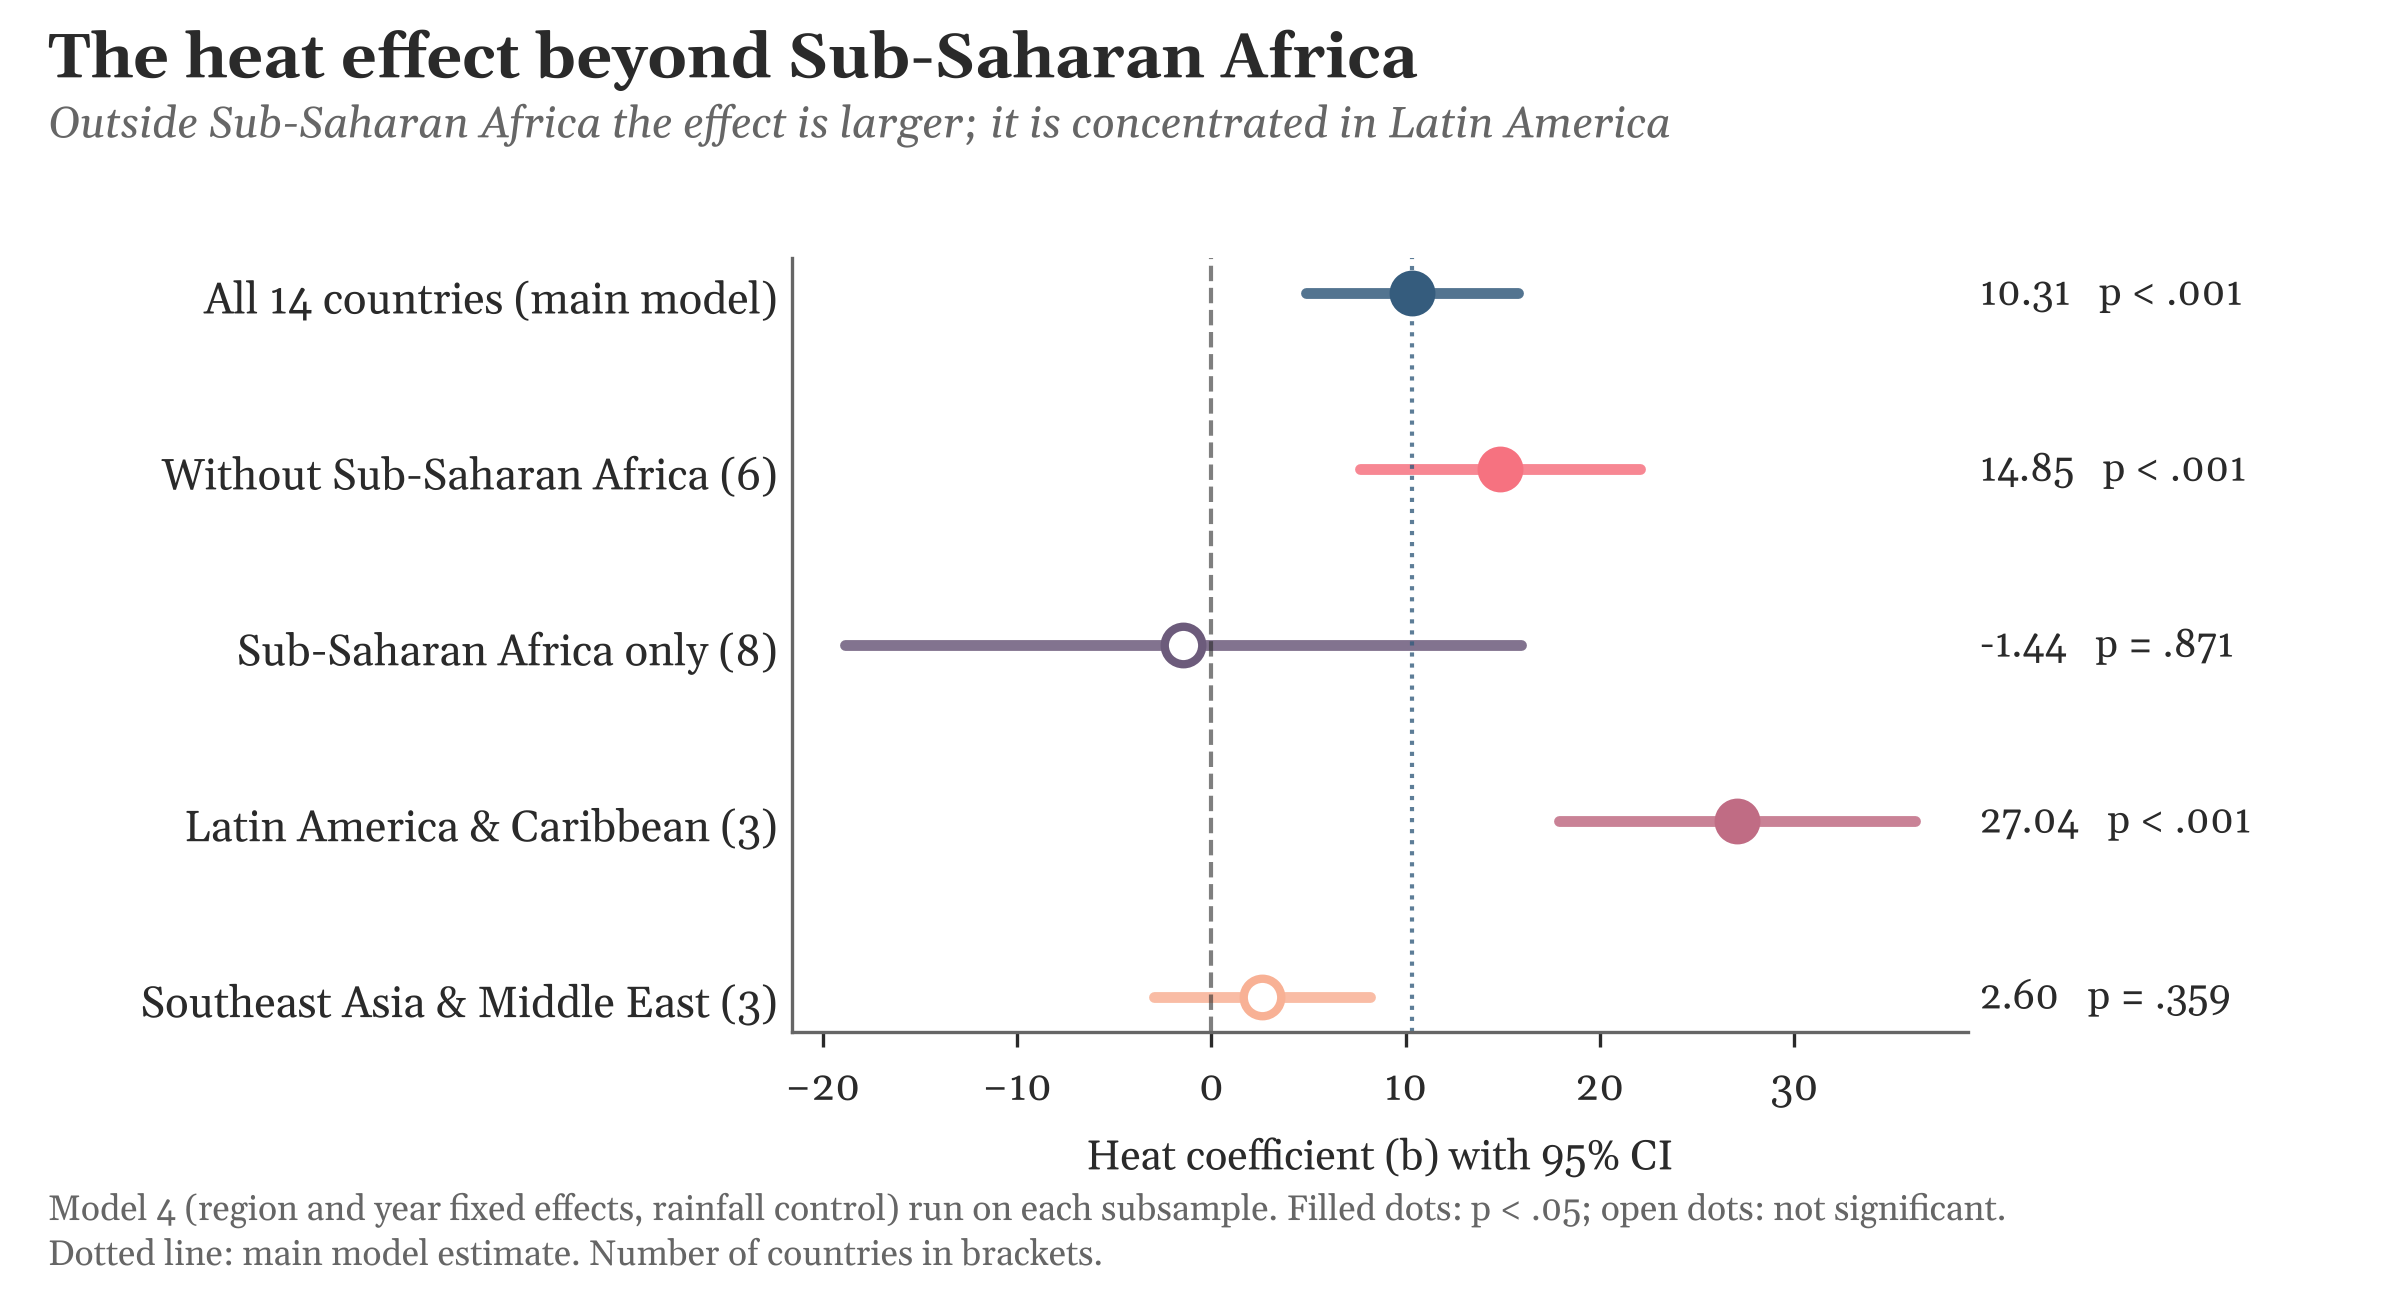 The heat effect beyond Sub-Saharan Africa
Outside Sub-Saharan Africa the effect is larger; it is concentrated in Latin America
All 14 countries (main model)
10.31 p < .001
Without Sub-Saharan Africa (6)
14.85 p < .001
Sub-Saharan Africa only (8)
-1.44 p = .871
Latin America & Caribbean (3)
27.04 p < .001
Southeast Asia & Middle East (3)
2.60 p = .359
−20 −10 0 10 20 30
Heat coefficient (b) with 95% CI
Model 4 (region and year fixed effects, rainfall control) run on each subsample. Filled dots: p < .05; open dots: not significant.
Dotted line: main model estimate. Number of countries in brackets.